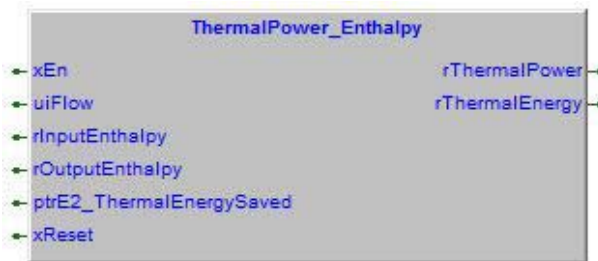 ThermalPower_Enthalpy
xEn
rThermalPower
uiFlow
rThermalEnergy
rInputEnthalpy
rOutputEnthalpy
ptrE2_ThermalEnergySaved
xReset